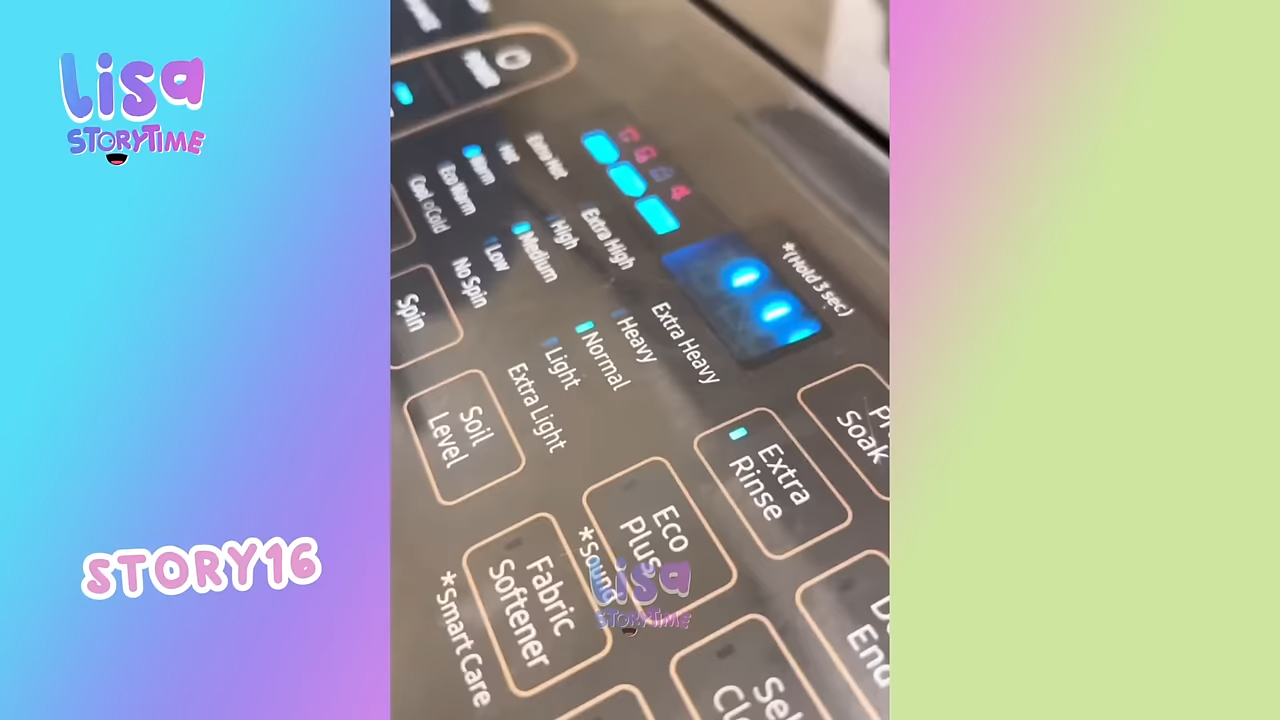 Lisa
STORYTIME
STORY16
Power
Extra Hot
Hot
Warm
Eco Warm
Cold
Extra High
High
Medium
Low
No Spin
Spin
*(Hold 3 sec)
Extra Heavy
Heavy
Normal
Light
Extra Light
Soil
Level
Extra
Rinse
Soak
Eco
Plus
*Sound
Lisa
STORYTIME
Fabric
Softener
*Smart Care